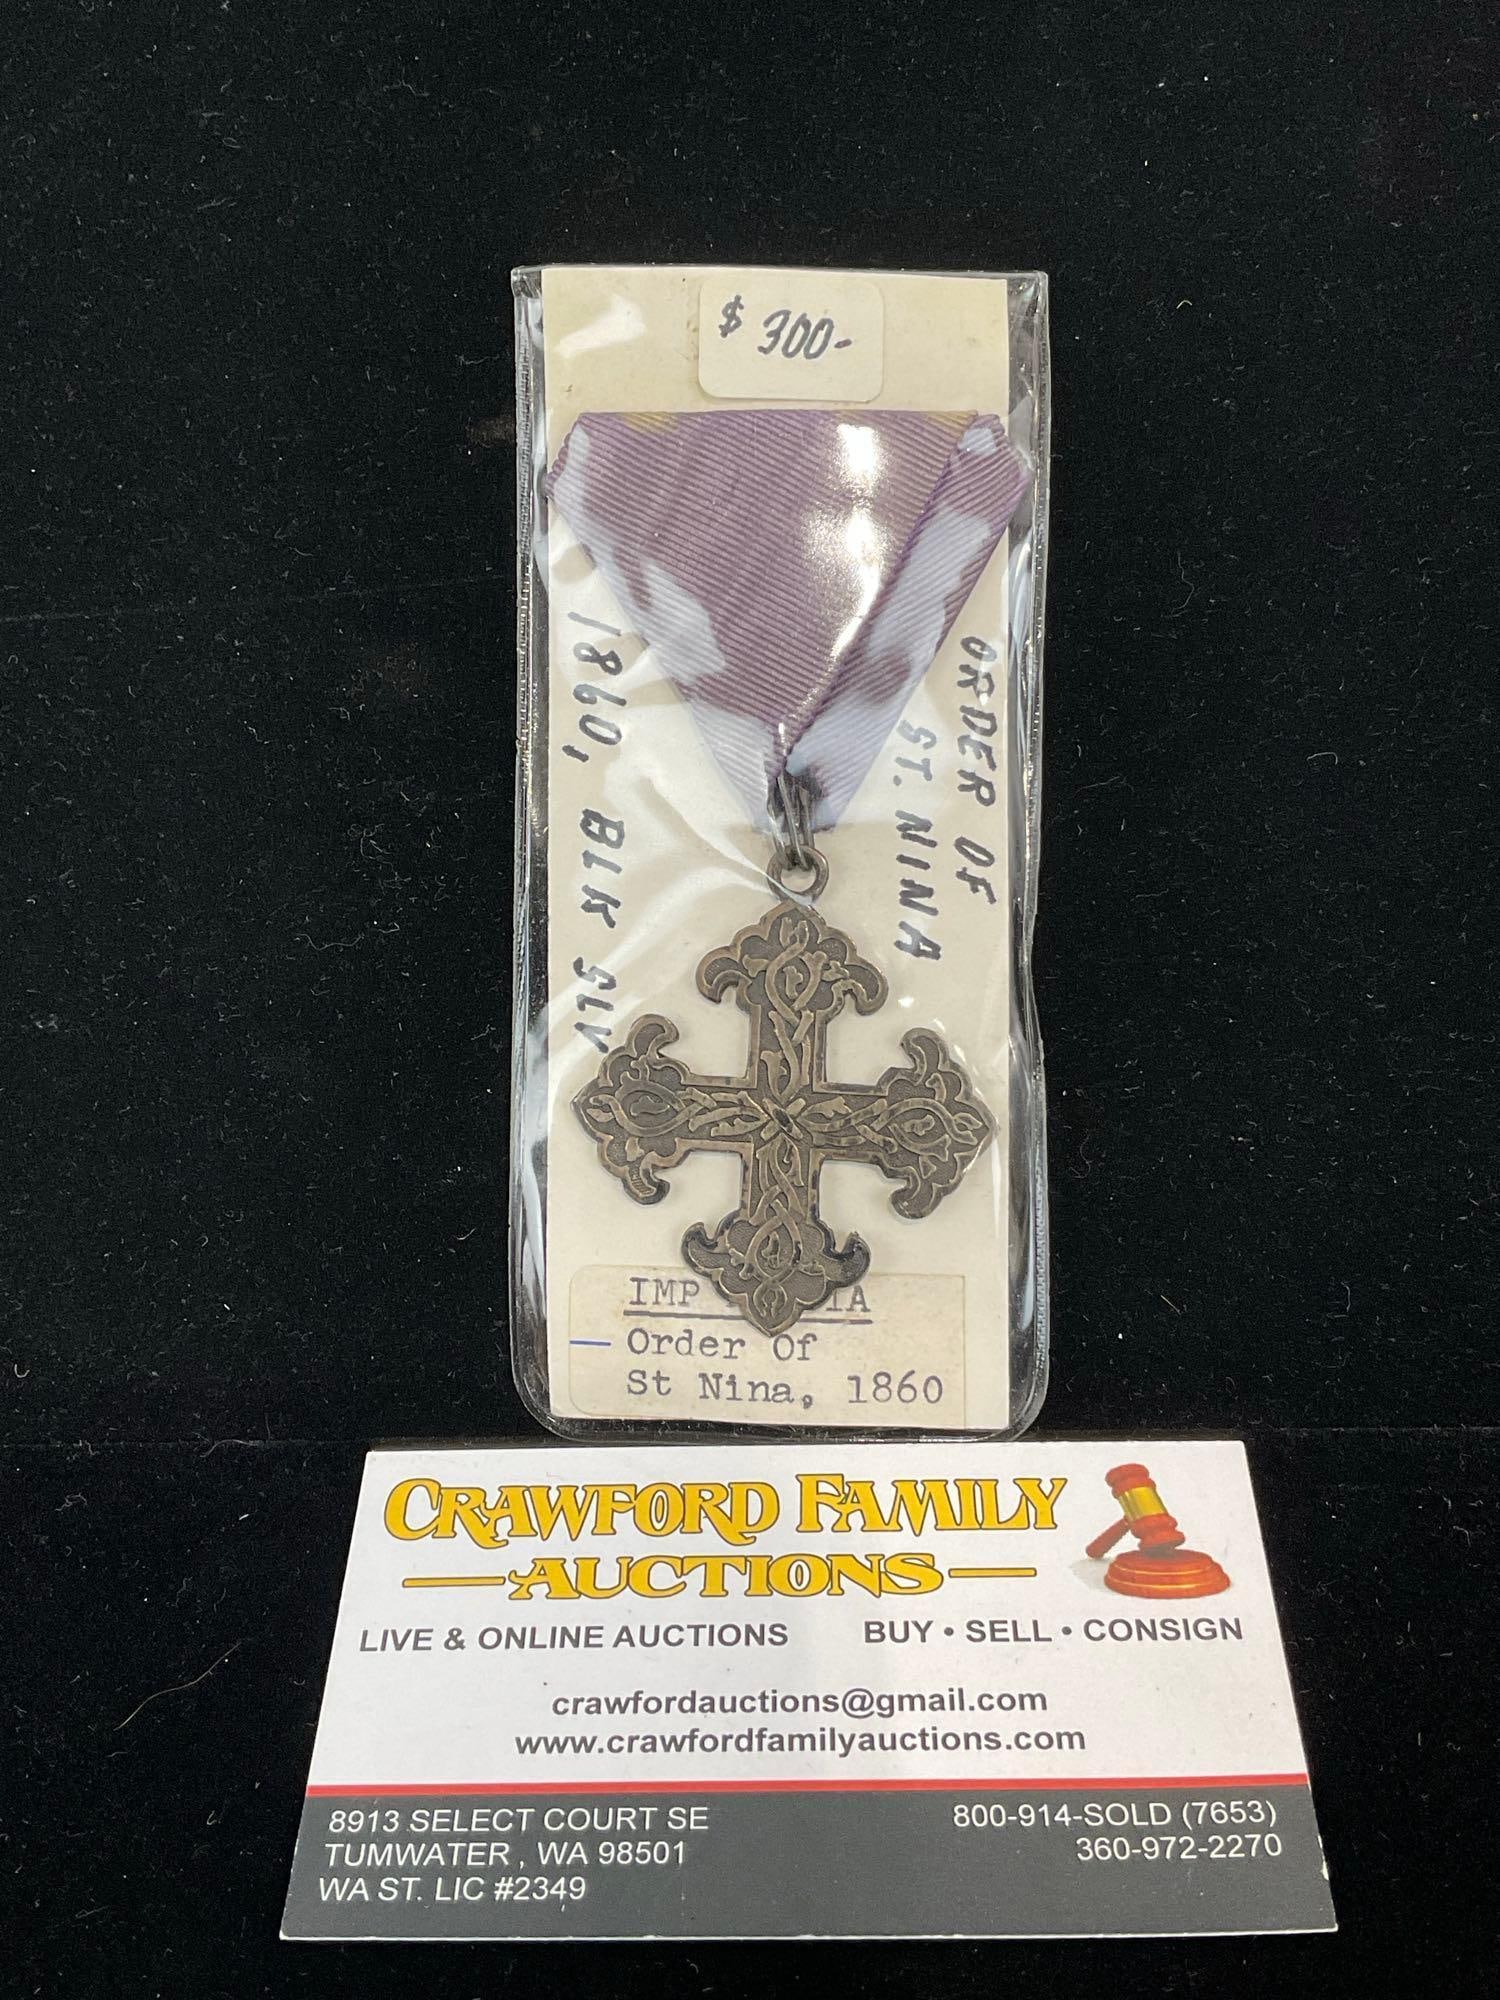 $ 300-
ORDER OF
ST. NINA
1860, BLK SLV
IMP IA
Order Of
St Nina, 1860
CRAWFORD FAMILY
AUCTIONS
LIVE & ONLINE AUCTIONS
BUY • SELL • CONSIGN
crawfordauctions@gmail.com
www.crawfordfamilyauctions.com
8913 SELECT COURT SE
TUMWATER, WA 98501
WA ST. LIC #2349
800-914-SOLD (7653)
360-972-2270